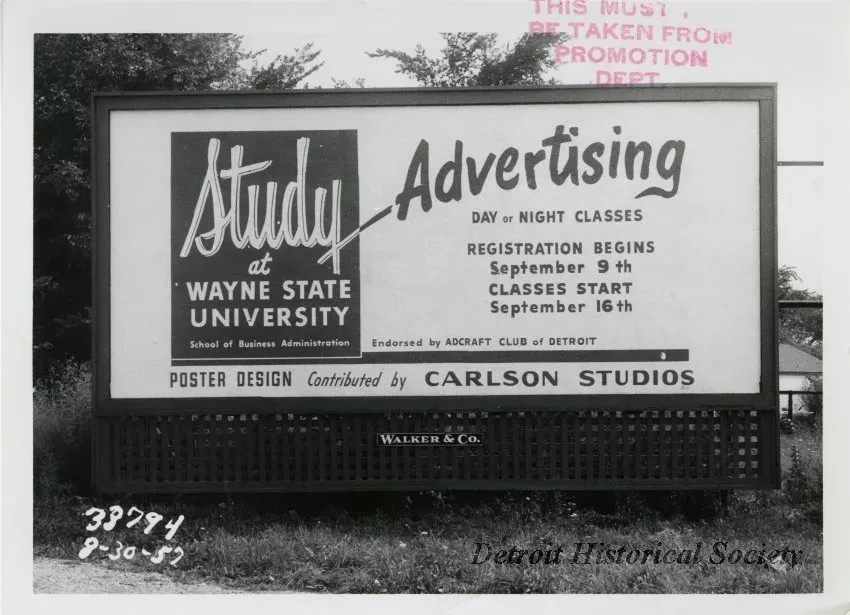 THIS MUST
BE TAKEN FROM
PROMOTION
DEPT
Study
at
WAYNE STATE
UNIVERSITY
School of Business Administration
Advertising
DAY or NIGHT CLASSES
REGISTRATION BEGINS
September 9th
CLASSES START
September 16th
Endorsed by ADCRAFT CLUB of DETROIT
POSTER DESIGN Contributed by CARLSON STUDIOS
WALKER & CO.
33794
8-30-57
Detroit Historical Society